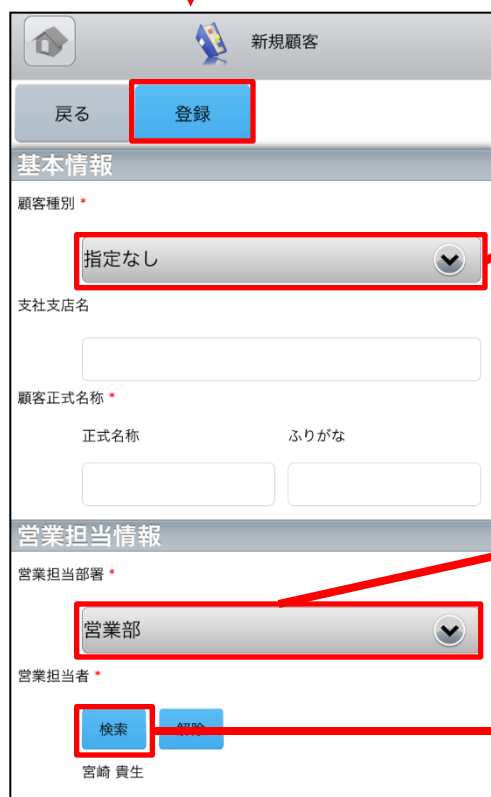 新規顧客
戻る 登録
基本情報
顧客種別 *
指定なし
支社支店名
顧客正式名称 *
正式名称 ふりがな
営業担当情報
営業担当部署 *
営業部
営業担当者 *
検索 解除
宮崎 貴生